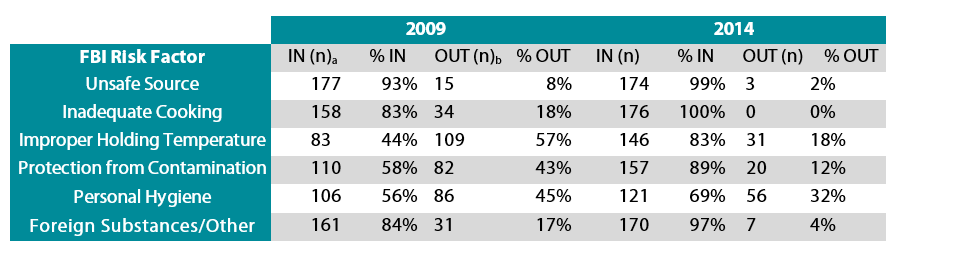 2009 2014
FBI Risk Factor IN (n)a % IN OUT (n)b % OUT IN (n) % IN OUT (n) % OUT
Unsafe Source 177 93% 15 8% 174 99% 3 2%
Inadequate Cooking 158 83% 34 18% 176 100% 0 0%
Improper Holding Temperature 83 44% 109 57% 146 83% 31 18%
Protection from Contamination 110 58% 82 43% 157 89% 20 12%
Personal Hygiene 106 56% 86 45% 121 69% 56 32%
Foreign Substances/Other 161 84% 31 17% 170 97% 7 4%